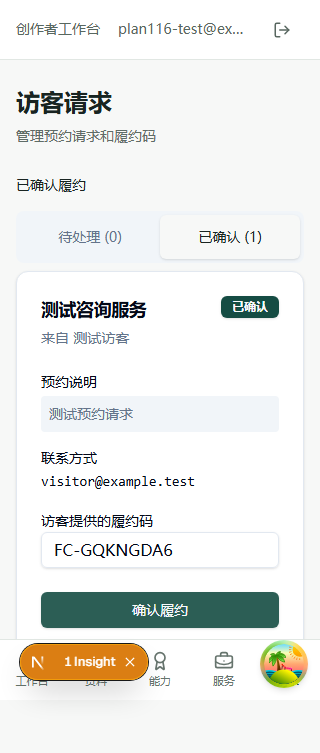 创作者工作台 plan116-test@ex...
访客请求
管理预约请求和履约码
已确认履约
待处理 (0) 已确认 (1)
测试咨询服务 已确认
来自 测试访客
预约说明
测试预约请求
联系方式
visitor@example.test
访客提供的履约码
FC-GQKNGDA6
确认履约
N 1 Insight ×
能力 服务